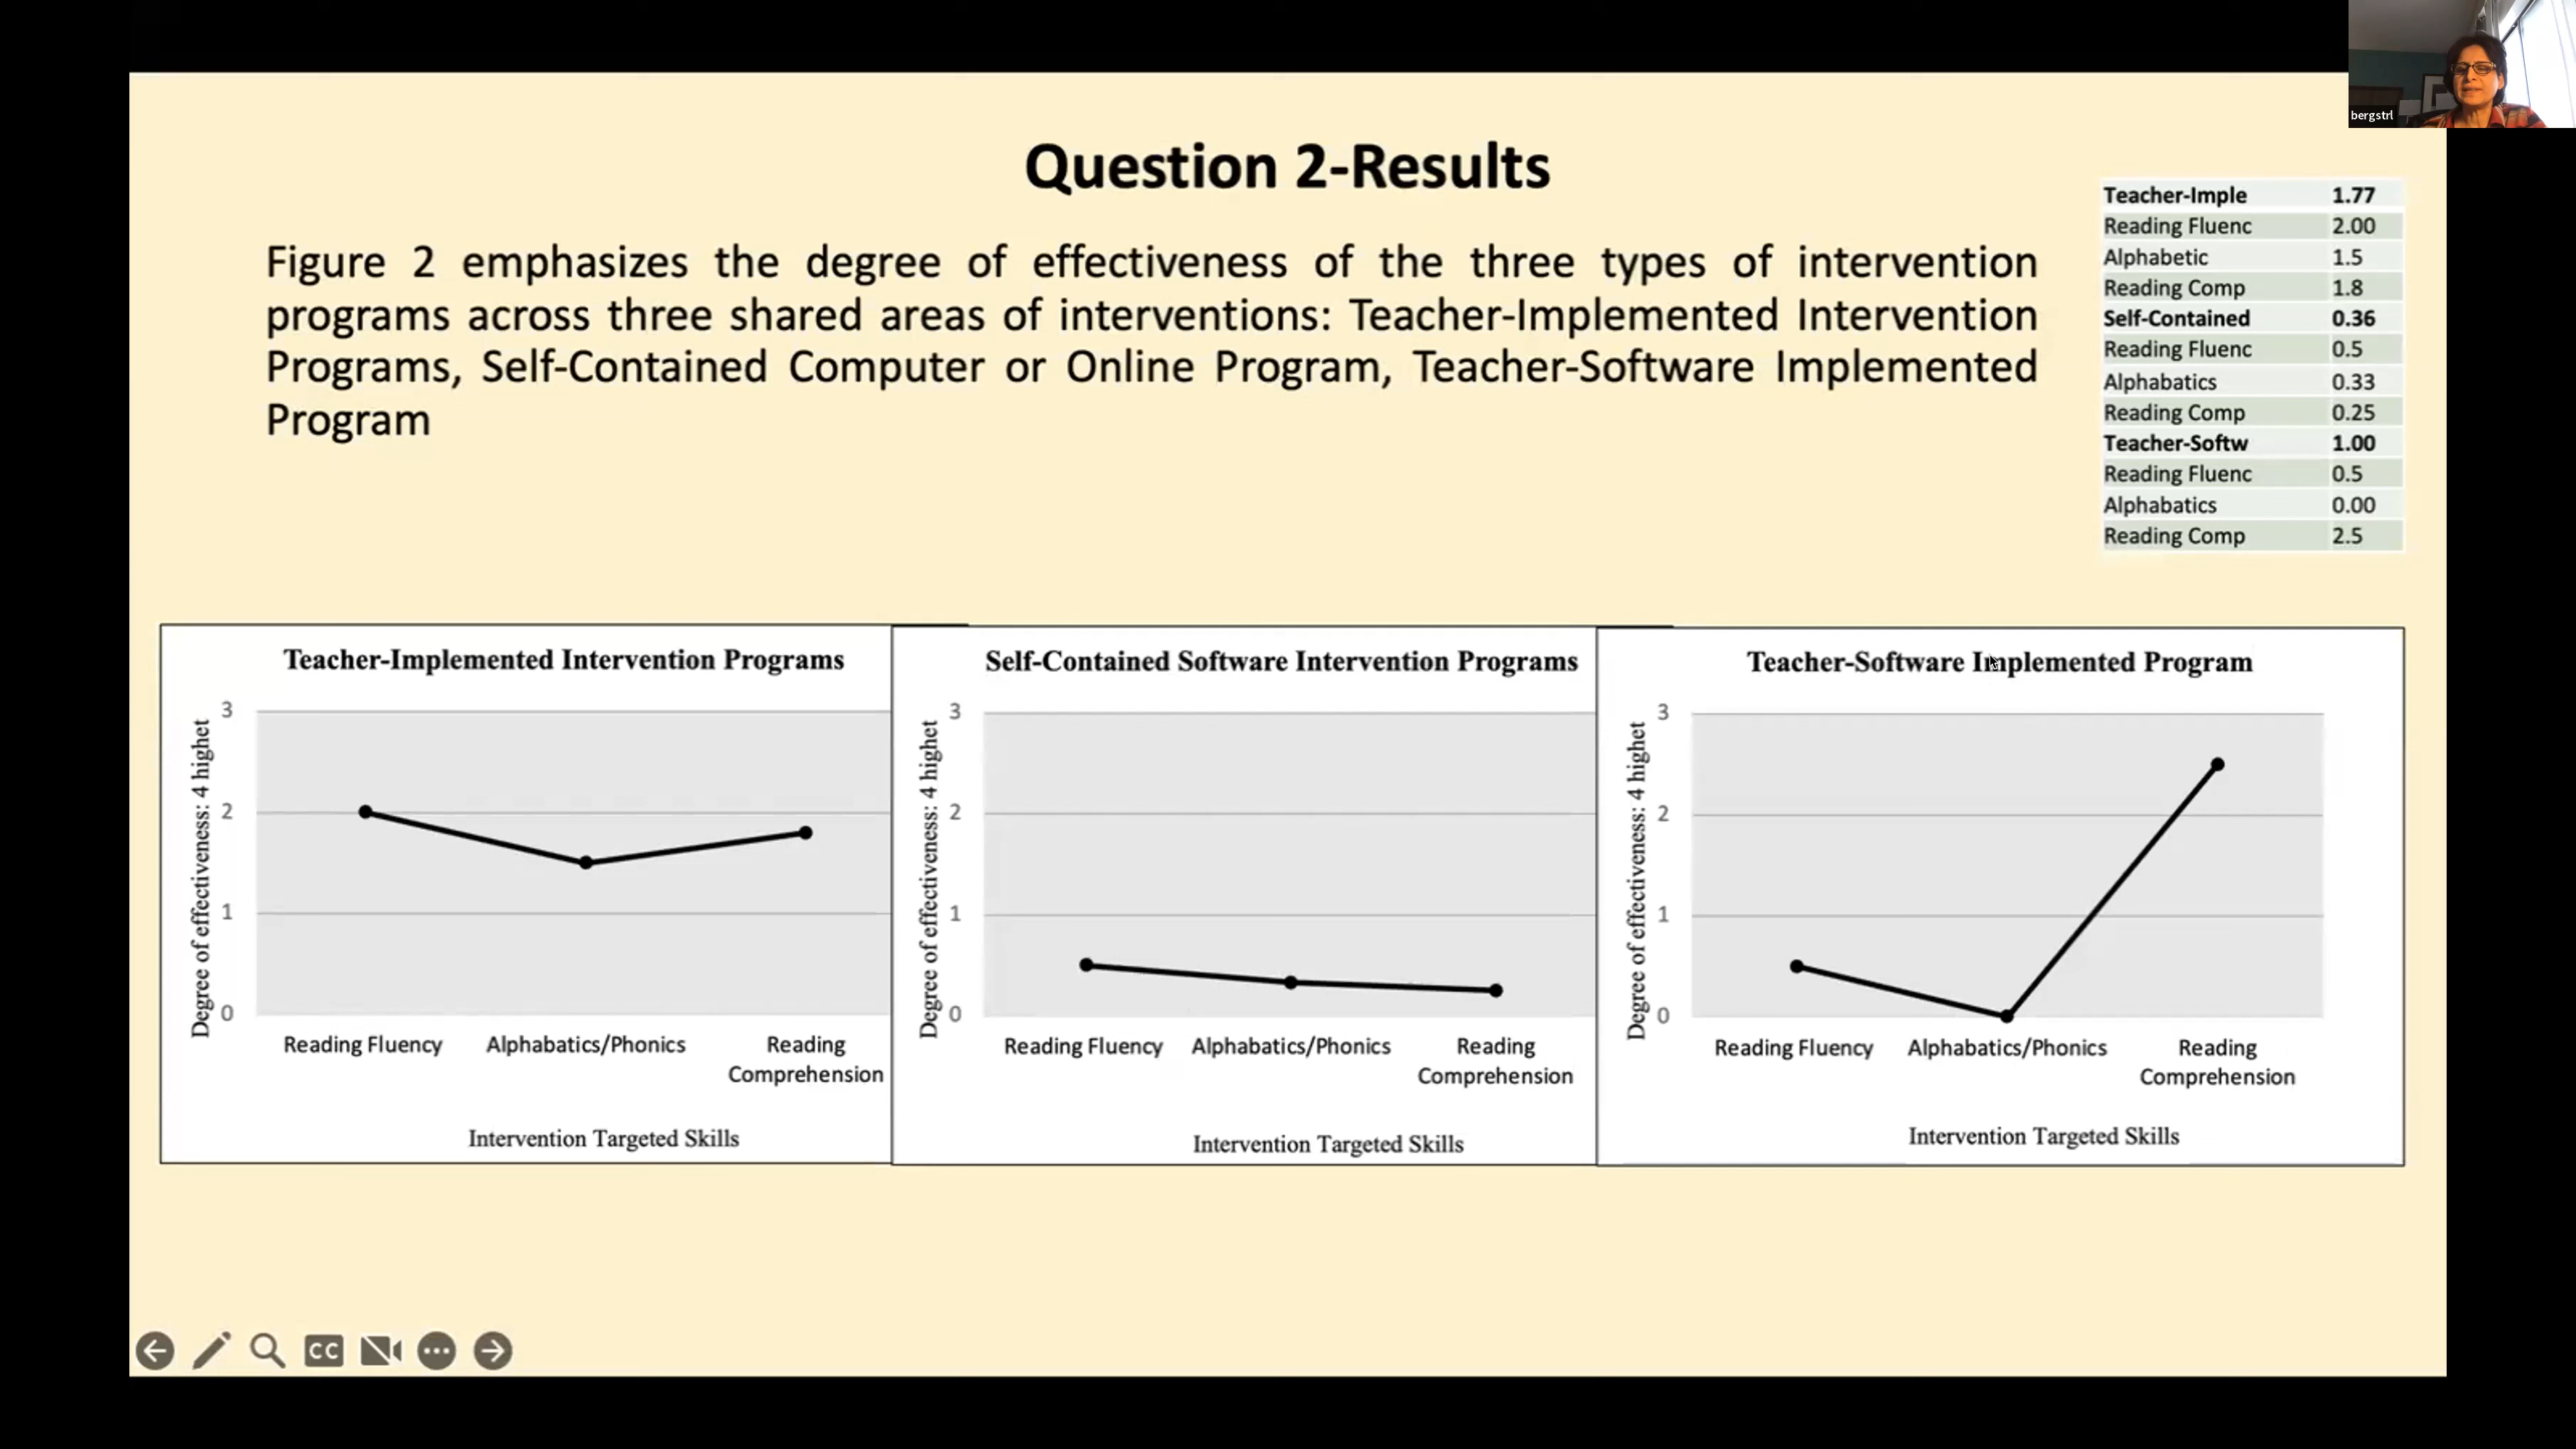 bergstrl
Question 2-Results
Figure 2 emphasizes the degree of effectiveness of the three types of intervention
programs across three shared areas of interventions: Teacher-Implemented Intervention
Programs, Self-Contained Computer or Online Program, Teacher-Software Implemented
Program
Teacher-Imple 1.77
Reading Fluenc 2.00
Alphabetic 1.5
Reading Comp 1.8
Self-Contained 0.36
Reading Fluenc 0.5
Alphabatics 0.33
Reading Comp 0.25
Teacher-Softw 1.00
Reading Fluenc 0.5
Alphabatics 0.00
Reading Comp 2.5
Teacher-Implemented Intervention Programs
Degree of effectiveness: 4 highet
3
2
1
0
Reading Fluency
Alphabatics/Phonics
Reading
Comprehension
Intervention Targeted Skills
Self-Contained Software Intervention Programs
Degree of effectiveness: 4 highet
3
2
1
0
Reading Fluency
Alphabatics/Phonics
Reading
Comprehension
Intervention Targeted Skills
Teacher-Software Implemented Program
Degree of effectiveness: 4 highet
3
2
1
0
Reading Fluency
Alphabatics/Phonics
Reading
Comprehension
Intervention Targeted Skills
CC